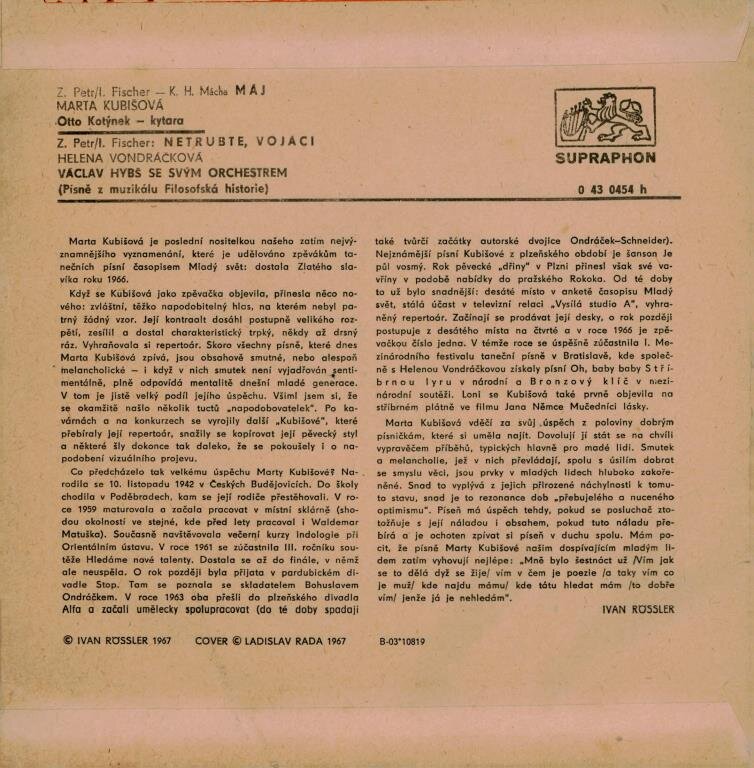 Z. Petr/I. Fischer — K. H. Mácha MÁJ
MARTA KUBIŠOVÁ
Otto Kotýnek – kytara
Z. Petr/I. Fischer: NETRUBTE, VOJÁCI
HELENA VONDRÁČKOVÁ
VÁCLAV HYBŠ SE SVÝM ORCHESTREM
(Písně z muzikálu Filosofská historie)
SUPRAPHON
0 43 0454 h
Marta Kubišová je poslední nositelkou našeho zatím nejvý-
znamnějšího vyznamenání, které je udělováno zpěvákům ta-
nečních písní časopisem Mladý svět: dostala Zlatého sla-
víka roku 1966.
Když se Kubišová jako zpěvačka objevila, přinesla něco no-
vého: zvláštní, těžko napodobitelný hlas, na kterém nebyl pa-
trný žádný vzor. Její kontraalt dosáhl postupně velikého roz-
pětí, zesílil a dostal charakteristický trpký, někdy až drsný
ráz. Vyhraňovala si repertoár. Skoro všechny písně, které dnes
Marta Kubišová zpívá, jsou obsahově smutné, nebo alespoň
melancholické – i když v nich smutek není vyjadřován senti-
mentálně, plně odpovídá mentalitě dnešní mladé generace.
V tom je jistě velký podíl jejího úspěchu. Všiml jsem si, že
se okamžitě našlo několik tuctů „napodobovatelek". Po ka-
várnách a na konkursech se vyrojily další „Kubišové", které
přebíraly její repertoár, snažily se kopírovat její pěvecký styl
a některé šly dokonce tak daleko, že se pokoušely i o na-
podobení vizuálního projevu.
Co předcházelo tak velkému úspěchu Marty Kubišové? Na-
rodila se 10. listopadu 1942 v Českých Budějovicích. Do školy
chodila v Poděbradech, kam se její rodiče přestěhovali. V ro-
ce 1959 maturovala a začala pracovat v místní sklárně (sho-
dou okolností ve stejné, kde před lety pracoval i Waldemar
Matuška). Současně navštěvovala večerní kurzy indologie při
Orientálním ústavu. V roce 1961 se zúčastnila III. ročníku sou-
těže Hledáme nové talenty. Dostala se až do finále, v němž
ale neuspěla. O rok později byla přijata v pardubickém di-
vadle Stop. Tam se poznala se skladatelem Bohuslavem
Ondráčkem. V roce 1963 oba přešli do plzeňského divadla
Alfa a začali umělecky spolupracovat (do té doby spadají
také tvůrčí začátky autorské dvojice Ondráček–Schneider).
Nejznámější písní Kubišové z plzeňského období je šanson Je
půl vosmý. Rok pěvecké „dřiny" v Plzni přinesl však své va-
vříny v podobě nabídky do pražského Rokoka. Od té doby
to už bylo snadnější: desáté místo v anketě časopisu Mladý
svět, stálá účast v televizní relaci „Vysílá studio A", vyhra-
něný repertoár. Začínají se prodávat její desky, o rok později
postupuje z desátého místa na čtvrté a v roce 1966 je zpě-
vačkou číslo jedna. V témže roce se úspěšně zúčastnila I. Me-
zinárodního festivalu taneční písně v Bratislavě, kde společ-
ně s Helenou Vondráčkovou získaly písní Oh, baby baby Stří-
brnou lyru v národní a Bronzový klíč v mezi-
národní soutěži. Loni se Kubišová také prvně objevila na
stříbrném plátně ve filmu Jana Němce Mučedníci lásky.
Marta Kubišová vděčí za svůj úspěch z poloviny dobrým
písničkám, které si uměla najít. Dovolují jí stát se na chvíli
vypravěčem příběhů, typických hlavně pro madé lidi. Smutek
a melancholie, jež v nich převládají, spolu s úsilím dobrat
se smyslu věcí, jsou prvky v mladých lidech hluboko zakoře-
něné. Snad to vyplývá z jejich přirozené náchylnosti k tomu-
to stavu, snad je to rezonance dob „přebujelého a nuceného
optimismu". Píseň má úspěch tehdy, pokud se posluchač zto-
tožňuje s její náladou i obsahem, pokud tuto náladu pře-
bírá a je ochoten zpívat si píseň v duchu spolu. Mám po-
cit, že písně Marty Kubišové našim dospívajícím mladým li-
dem zatím vyhovují nejlépe: „Mně bylo šestnáct už /Vím jak
se to dělá dyž se žije/ vím v čem je poezie /a taky vím co
je muž/ kde najdu mámu/ kde tátu hledat mám /to dobře
vím/ jenže já je nehledám".
IVAN RÖSSLER
© IVAN RÖSSLER 1967 COVER © LADISLAV RADA 1967 B-03*10819